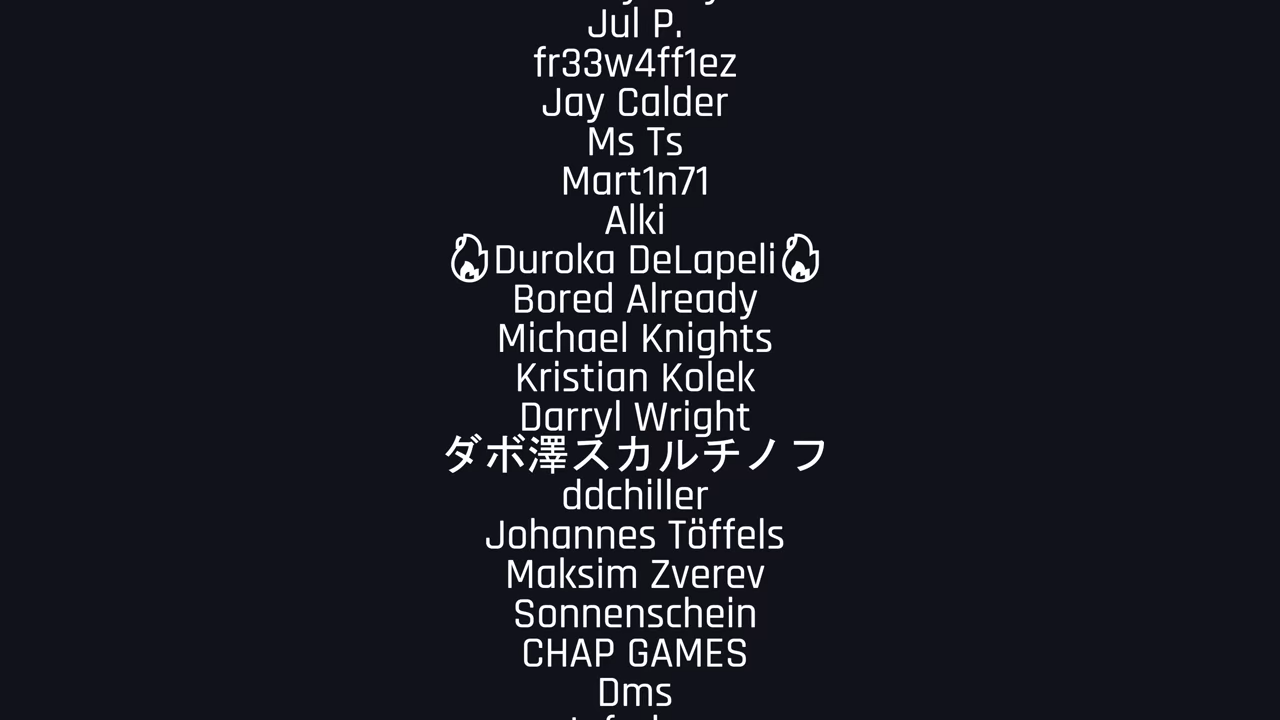 Jul P.
fr33w4ff1ez
Jay Calder
Ms Ts
Mart1n71
Alki
🔥Duroka DeLapeli🔥
Bored Already
Michael Knights
Kristian Kolek
Darryl Wright
ダボ澤スカルチノフ
ddchiller
Johannes Töffels
Maksim Zverev
Sonnenschein
CHAP GAMES
Dms